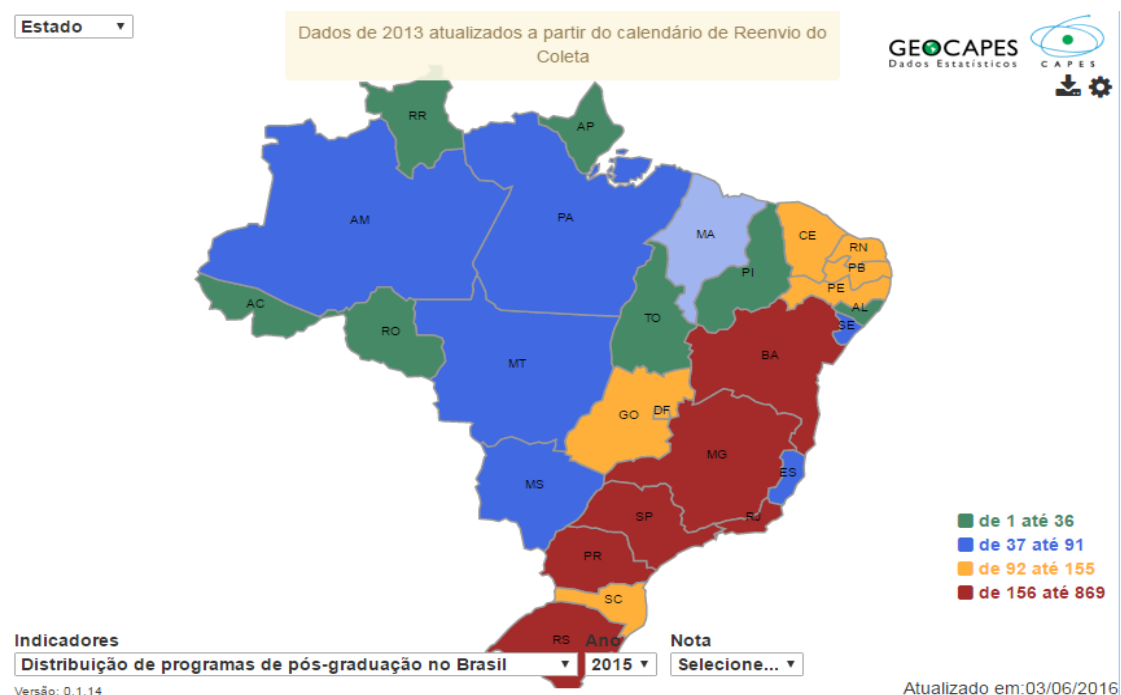 Estado
Dados de 2013 atualizados a partir do calendário de Reenvio do
Coleta
GEOCAPES
Dados Estatísticos
CAPES
RR
AP
AM
PA
MA
CE
RN
PB
PI
PE
AL
AC
TO
SE
RO
BA
MT
GO
DF
MG
ES
MS
SP
RJ
PR
SC
RS
de 1 até 36
de 37 até 91
de 92 até 155
de 156 até 869
Indicadores
Ano
Nota
Distribuição de programas de pós-graduação no Brasil
2015
Selecione...
Versão: 0.1.14
Atualizado em:03/06/2016